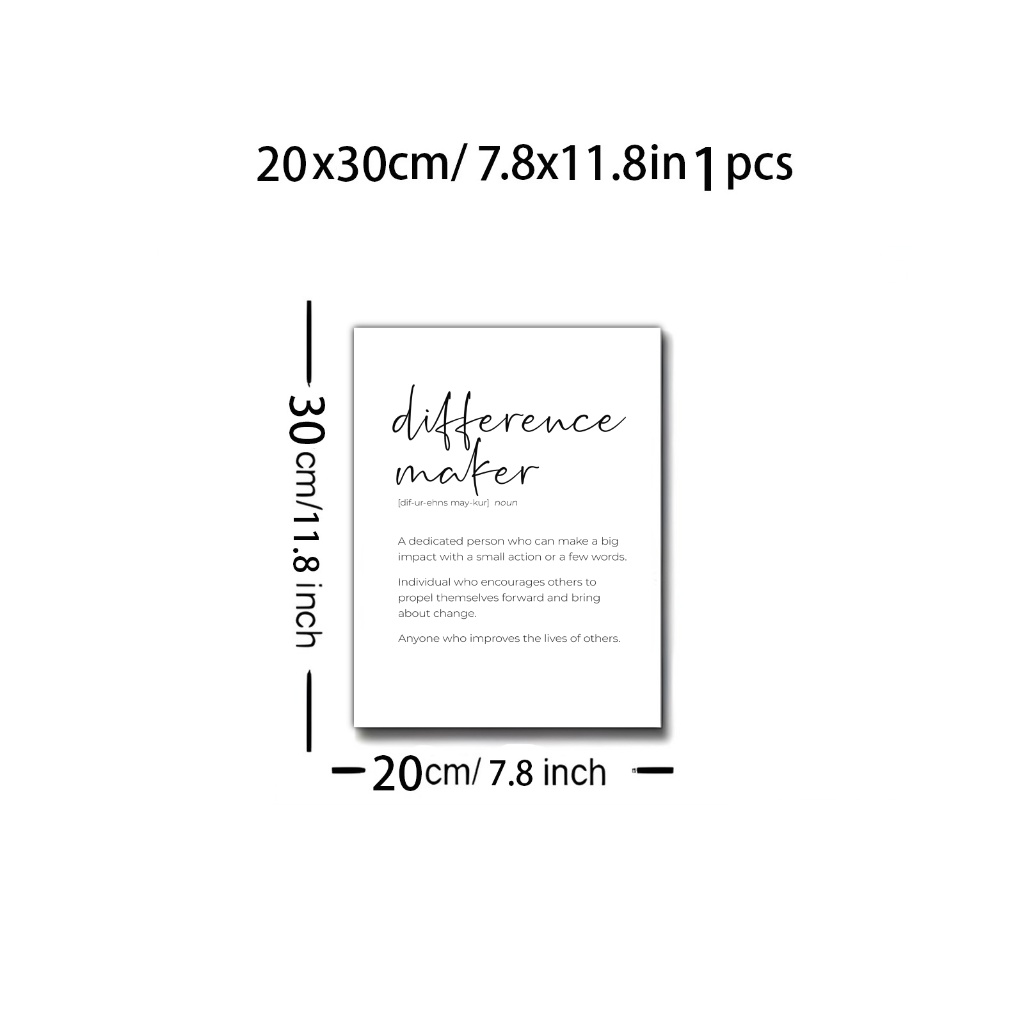 20x30cm/ 7.8x11.8in 1 pcs
30cm/11.8 inch
difference
maker
[dif-ur-ehns may-kur] noun
A dedicated person who can make a big
impact with a small action or a few words.
Individual who encourages others to
propel themselves forward and bring
about change.
Anyone who improves the lives of others.
20cm/ 7.8 inch